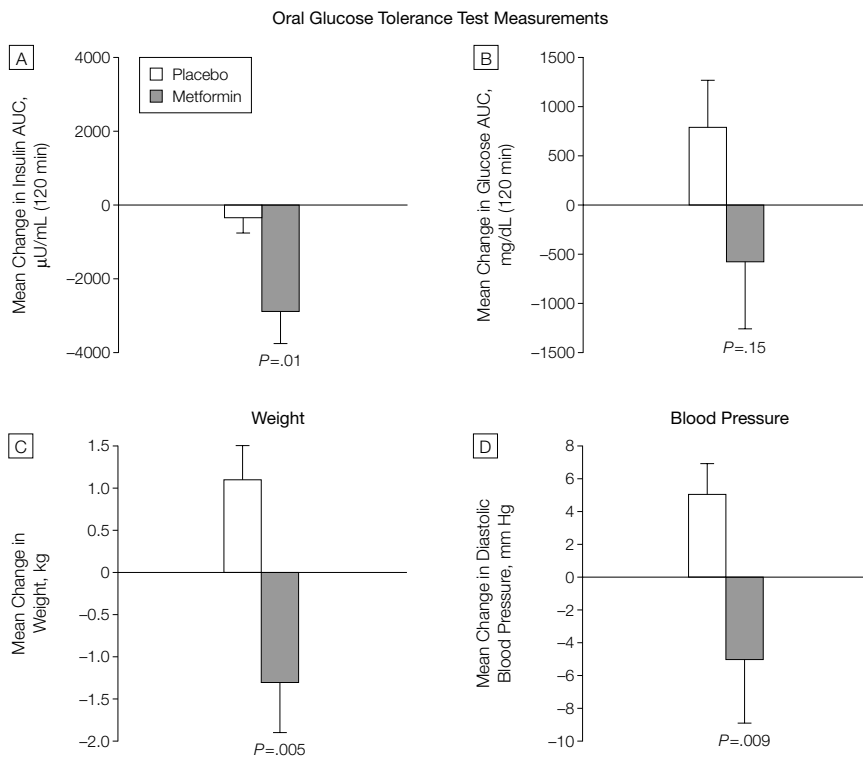 Oral Glucose Tolerance Test Measurements
A
Mean Change in Insulin AUC,
μU/mL (120 min)
4000
2000
0
–2000
–4000
Placebo
Metformin
P=.01
B
Mean Change in Glucose AUC,
mg/dL (120 min)
1500
1000
500
0
–500
–1000
–1500
P=.15
Weight
C
Mean Change in
Weight, kg
1.5
1.0
0.5
0
–0.5
–1.0
–1.5
–2.0
P=.005
Blood Pressure
D
Mean Change in Diastolic
Blood Pressure, mm Hg
8
6
4
2
0
–2
–4
–6
–8
–10
P=.009